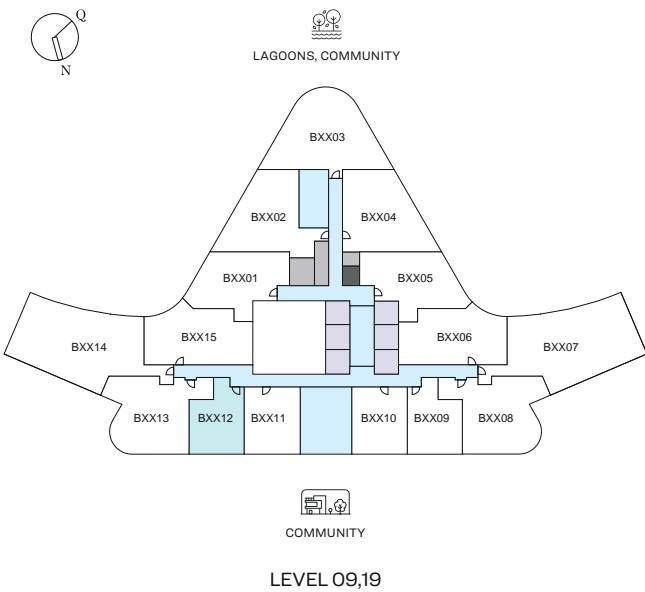 Q
N
LAGOONS, COMMUNITY
BXX03
BXX02
BXX04
BXX01
BXX05
BXX14
BXX15
BXX06
BXX07
BXX13
BXX12
BXX11
BXX10
BXX09
BXX08
COMMUNITY
LEVEL 09,19